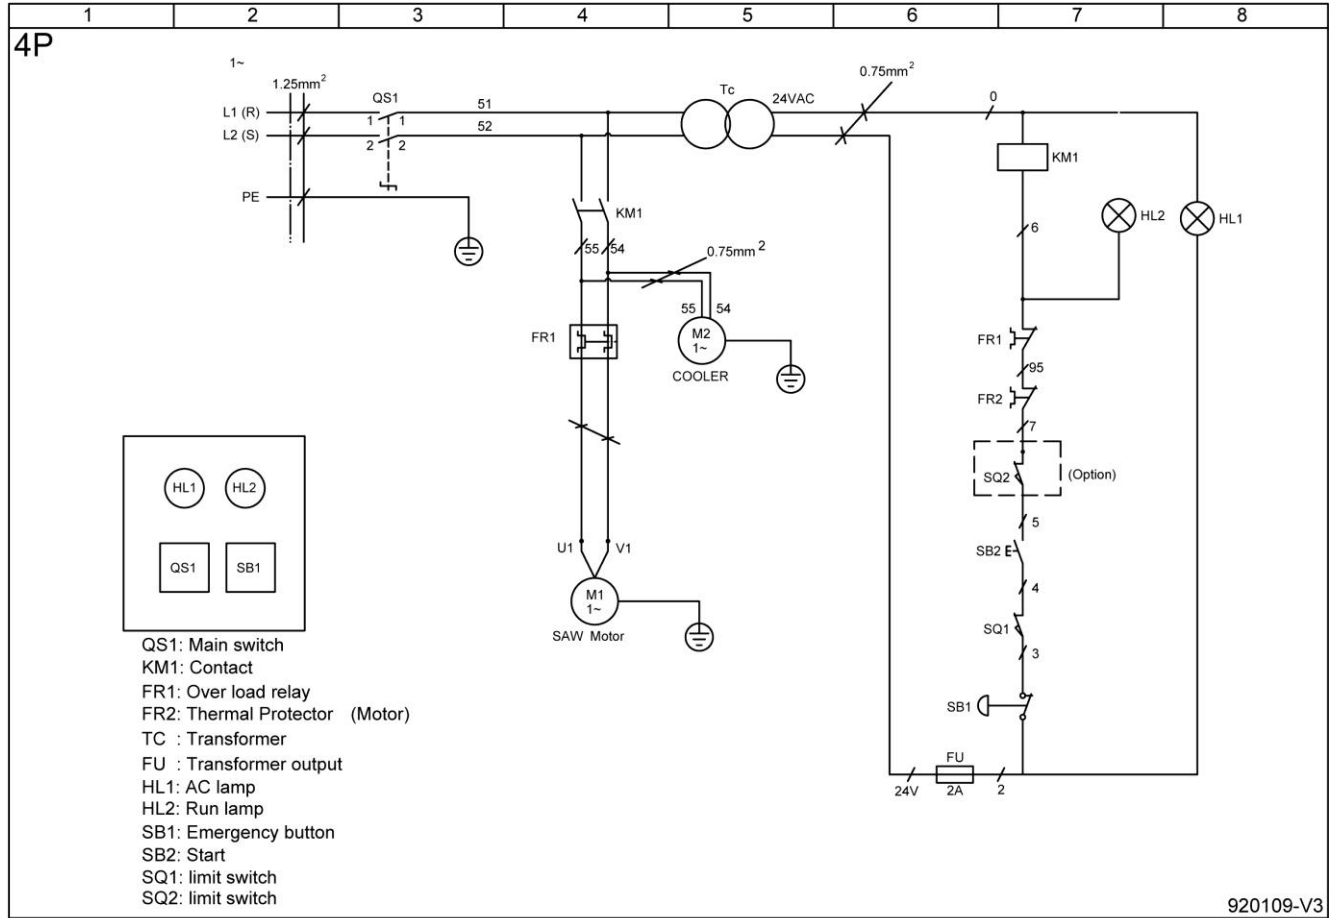 1 2 3 4 5 6 7 8
4P
1~
1.25mm²
L1 (R)
L2 (S)
PE
QS1
1 1
2 2
51
52
Tc
24VAC
0.75mm²
0
KM1
6
HL2
HL1
KM1
55 54
0.75mm²
55 54
FR1
M2
1~
COOLER
FR1
95
FR2
7
SQ2
(Option)
5
SB2
4
SQ1
3
SB1
FU
24V 2A 2
U1 V1
M1
1~
SAW Motor
HL1 HL2
QS1 SB1
QS1: Main switch
KM1: Contact
FR1: Over load relay
FR2: Thermal Protector (Motor)
TC : Transformer
FU : Transformer output
HL1: AC lamp
HL2: Run lamp
SB1: Emergency button
SB2: Start
SQ1: limit switch
SQ2: limit switch
920109-V3